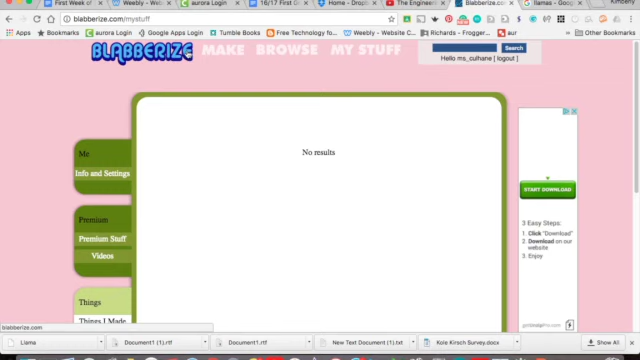 First Week of
Weebly - Websit
aurora Login
16/17 First G
Home - Dropb
The Engineer
Blabberize.com
llamas - Goog
Kimberly
blabberize.com/mystuff
Bookmarks
aurora Login
Google Apps Login
Tumble Books
Free Technology fo
Weebly - Website C
Richards - Frogger
aur
Other Bookmarks
BLABBERIZE MAKE BROWSE MY STUFF
Search
Hello ms_culhane [ logout ]
Me
Info and Settings
Premium
Premium Stuff
Videos
Things
Things I Made
No results
START DOWNLOAD
3 Easy Steps:
1. Click "Download"
2. Download on our
website
3. Enjoy
blabberize.com
Llama
Document1 (1).rtf
Document1.rtf
New Text Document (1).txt
Kole Kirsch Survey.docx
Show All